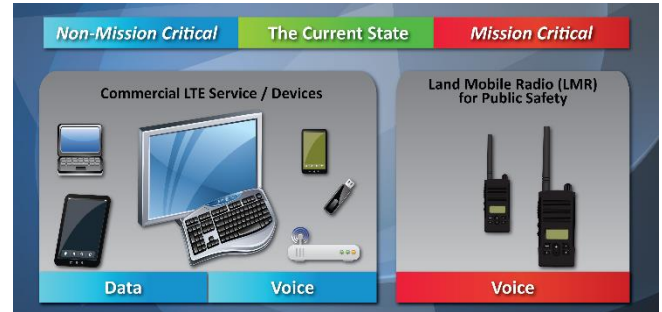 Non-Mission Critical
The Current State
Mission Critical
Commercial LTE Service / Devices
Land Mobile Radio (LMR)
for Public Safety
Data
Voice
Voice